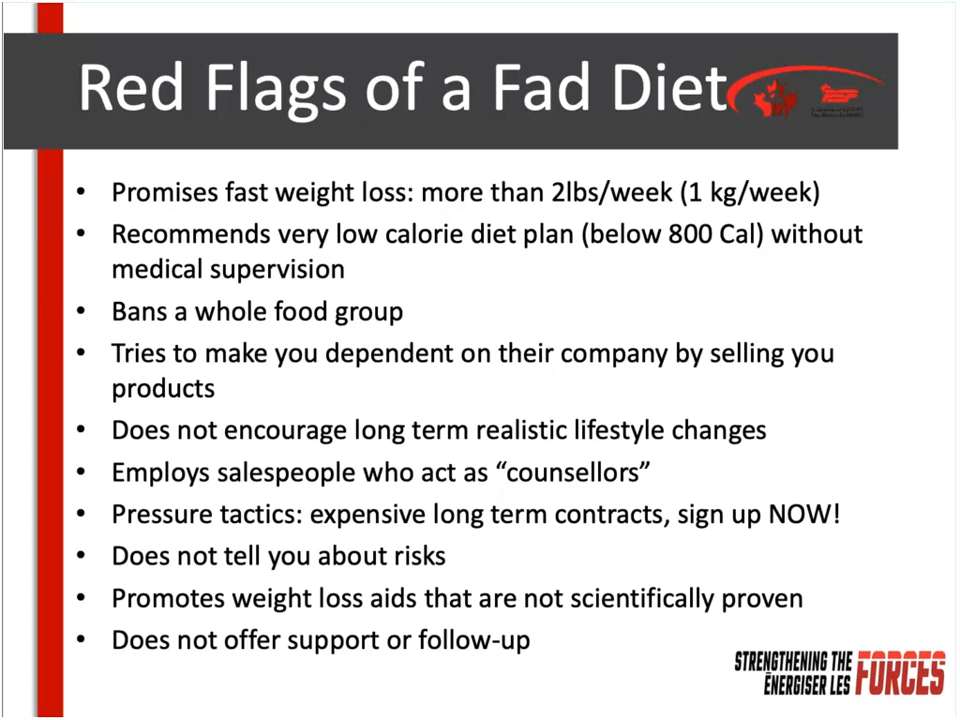 Red Flags of a Fad Diet
• Promises fast weight loss: more than 2lbs/week (1 kg/week)
• Recommends very low calorie diet plan (below 800 Cal) without
medical supervision
• Bans a whole food group
• Tries to make you dependent on their company by selling you
products
• Does not encourage long term realistic lifestyle changes
• Employs salespeople who act as “counsellors”
• Pressure tactics: expensive long term contracts, sign up NOW!
• Does not tell you about risks
• Promotes weight loss aids that are not scientifically proven
• Does not offer support or follow-up
STRENGTHENING THE
ÉNERGISER LES FORCES